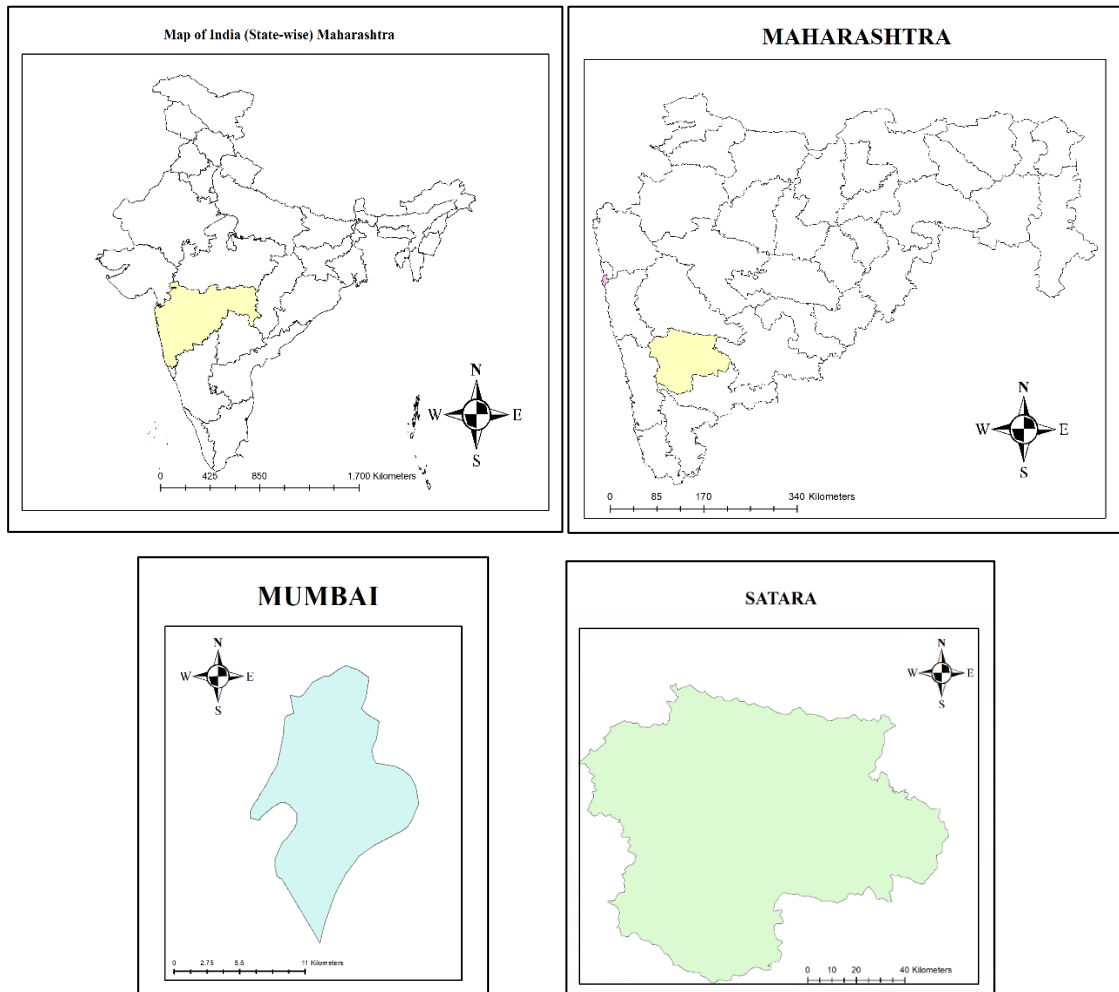 Map of India (State-wise) Maharashtra
N
W E
S
0 425 850 1,700 Kilometers
MAHARASHTRA
N
W E
S
0 85 170 340 Kilometers
MUMBAI
N
W E
S
0 2.75 5.5 11 Kilometers
SATARA
N
W E
S
0 10 20 40 Kilometers